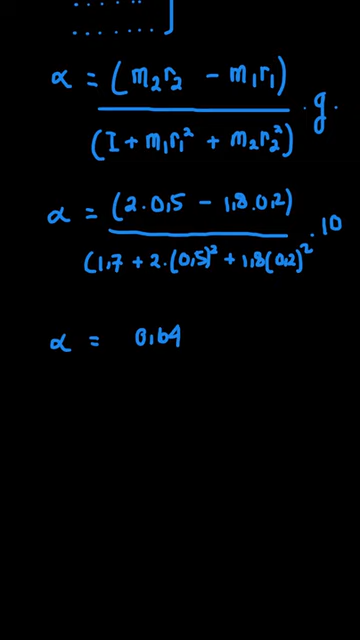 α = (m₂r₂ - m₁r₁) / (I + m₁r₁² + m₂r₂²) . g.
α = (2.0,5 - 1,8.0,2) / (1,7 + 2.(0,5)² + 1,8(0,2)² . 10
α = 0,64